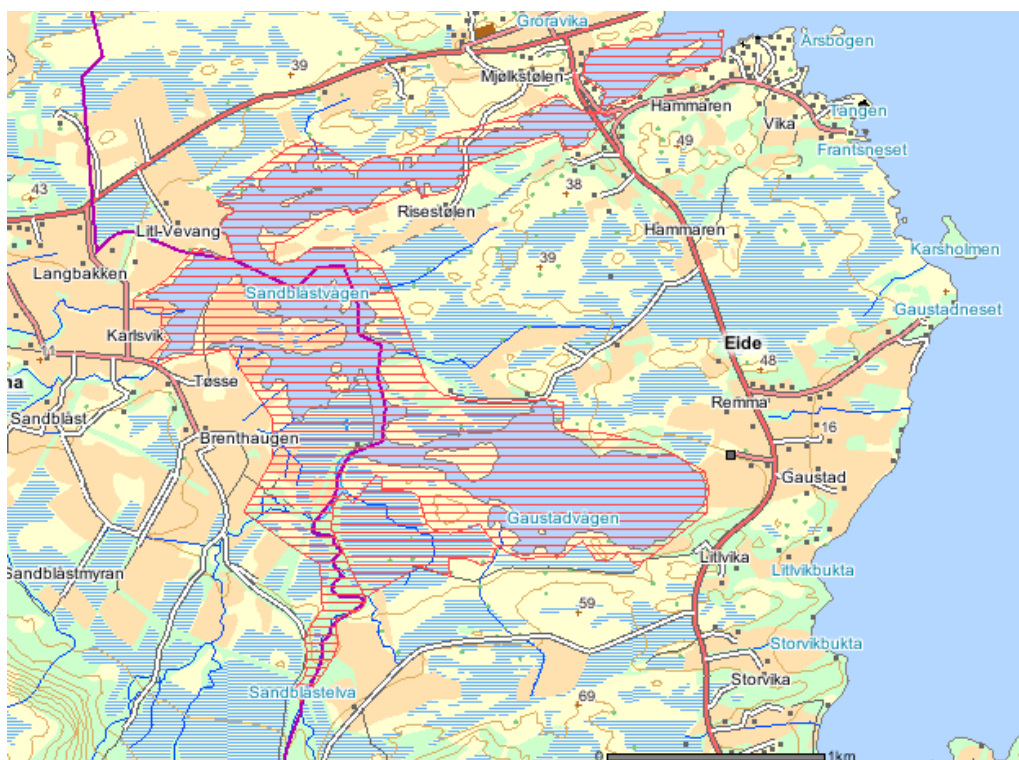 Groravika
Årsbogen
39
Mjølkstølen
Hammaren
Tangen
Vika
Frantsneset
49
43
38
Risestølen
Litl-Vevang
Hammaren
Karsholmen
39
Langbakken
Sandblåstvågen
Gaustadneset
Karlsvik
Eide
11
48
na
Tøsse
Remma
Sandblåst
16
Brenthaugen
Gaustad
Gaustadvågen
Litlvika
Sandblåstmyran
Litlvikbukta
59
Storvikbukta
Storvika
Sandblåstelva
69
0
1km